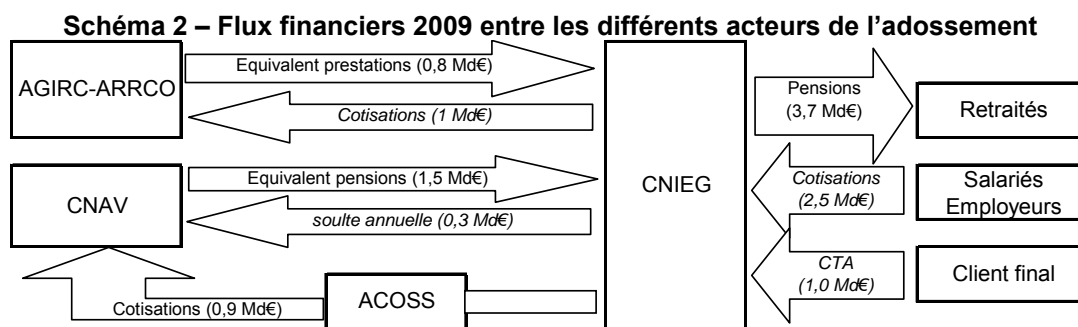 Schéma 2 – Flux financiers 2009 entre les différents acteurs de l'adossement
AGIRC-ARRCO
Equivalent prestations (0,8 Md€)
Cotisations (1 Md€)
CNAV
Equivalent pensions (1,5 Md€)
soulte annuelle (0,3 Md€)
Cotisations (0,9 Md€)
ACOSS
CNIEG
Pensions
(3,7 Md€)
Retraités
Cotisations
(2,5 Md€)
Salariés
Employeurs
CTA
(1,0 Md€)
Client final